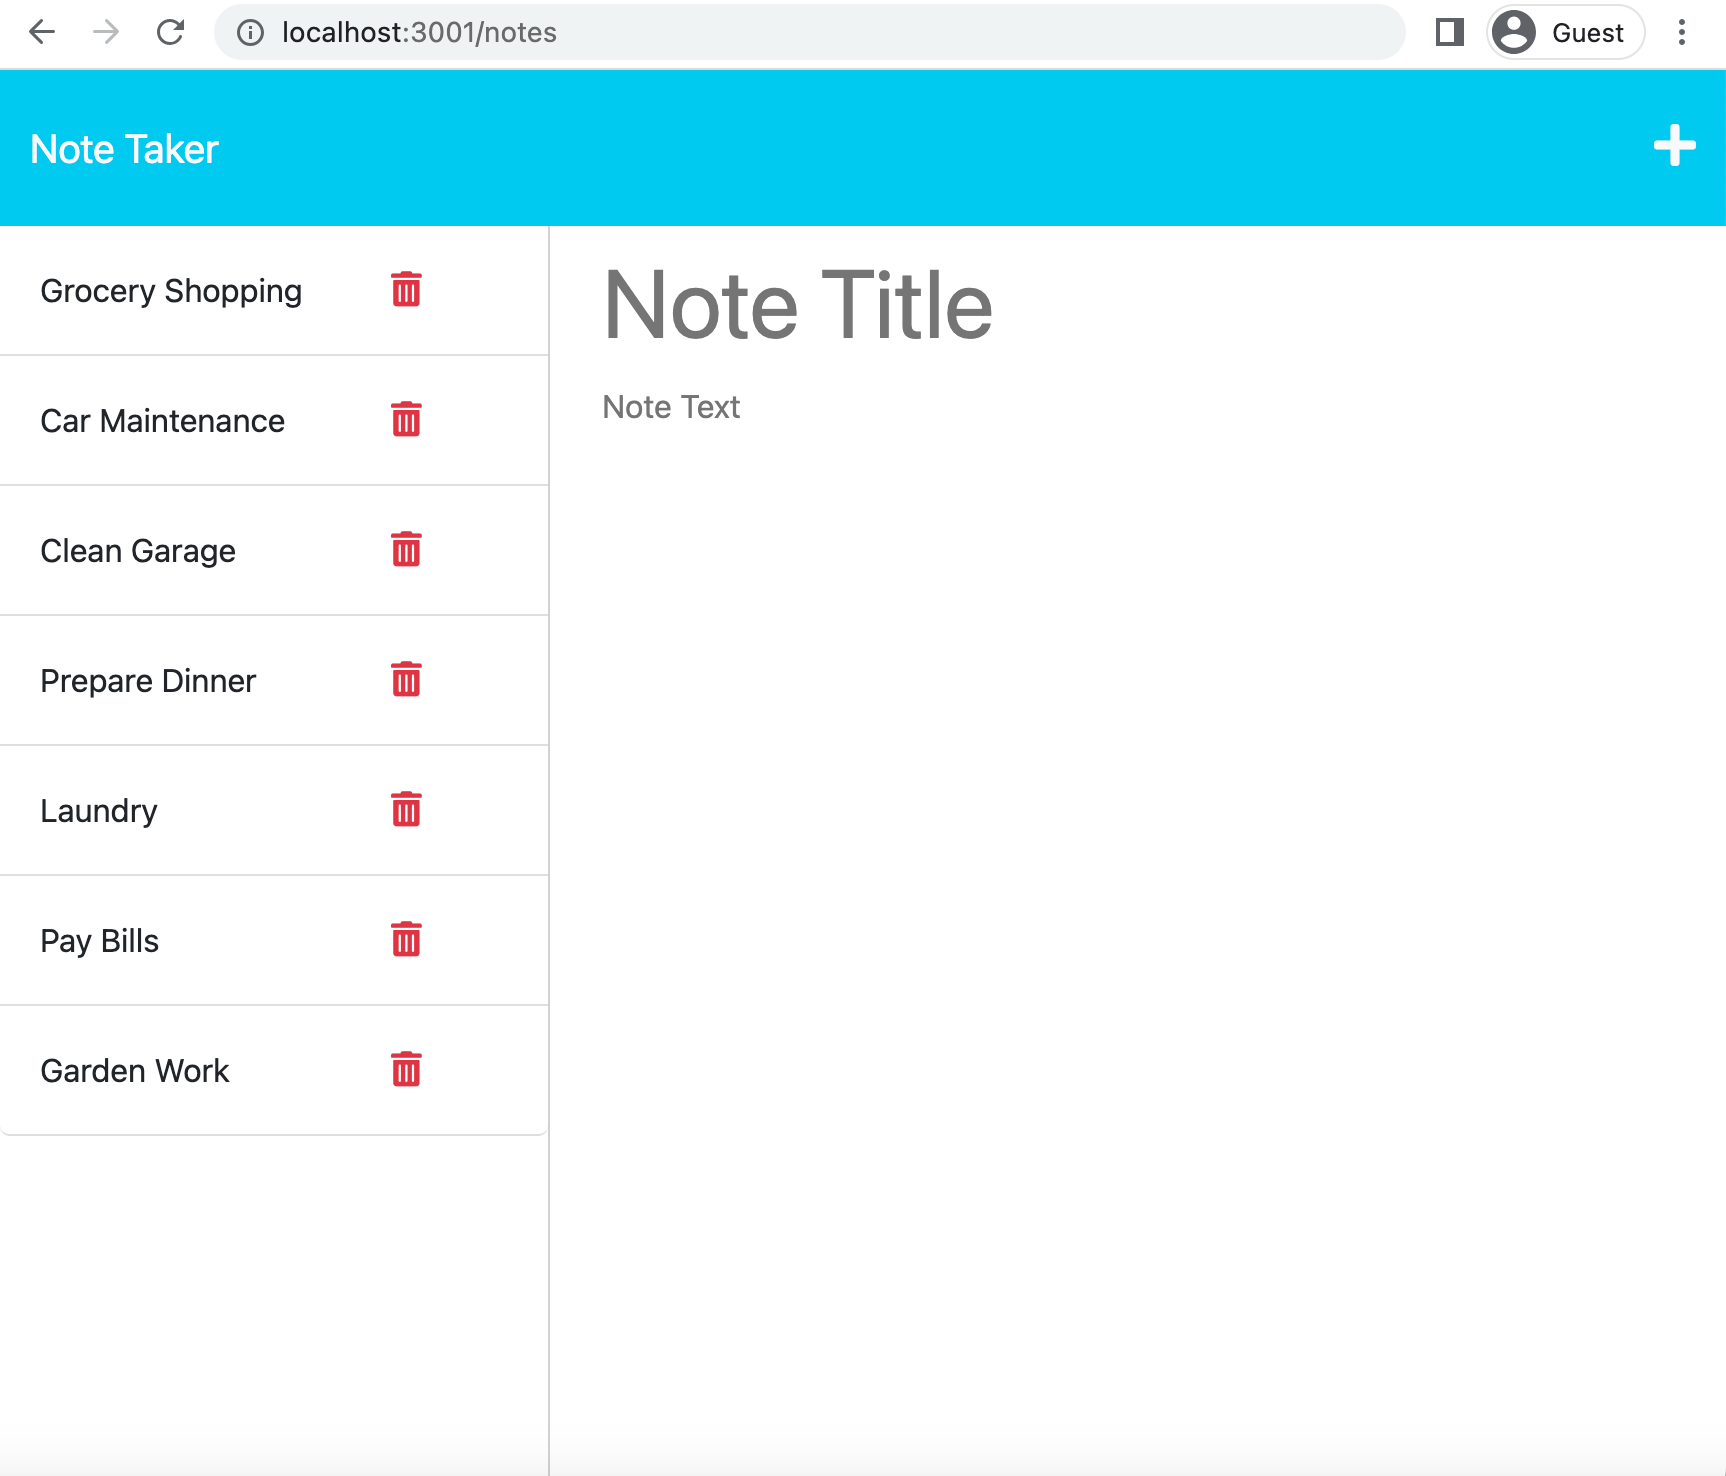 localhost:3001/notes
Guest
Note Taker
Grocery Shopping
Car Maintenance
Clean Garage
Prepare Dinner
Laundry
Pay Bills
Garden Work
Note Title
Note Text